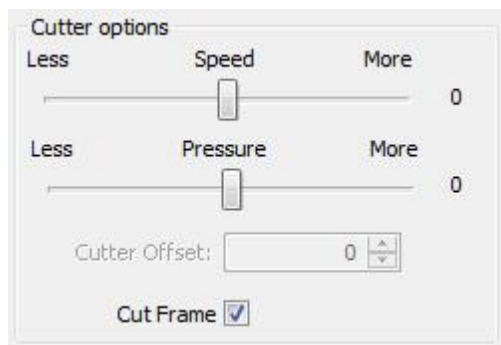 Cutter options
Less Speed More
0
Less Pressure More
0
Cutter Offset: 0
Cut Frame